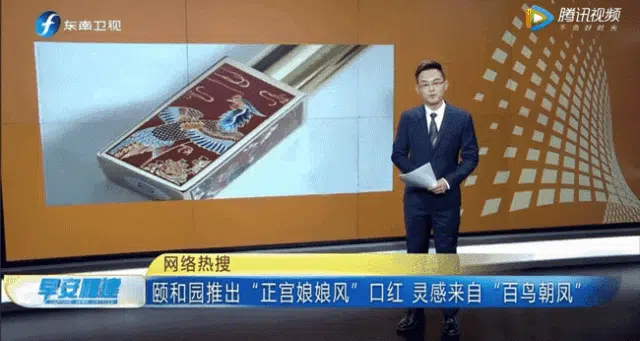 东南卫视
腾讯视频
不负好时光
网络热搜
早安福建
颐和园推出“正宫娘娘风”口红 灵感来自“百鸟朝凤”